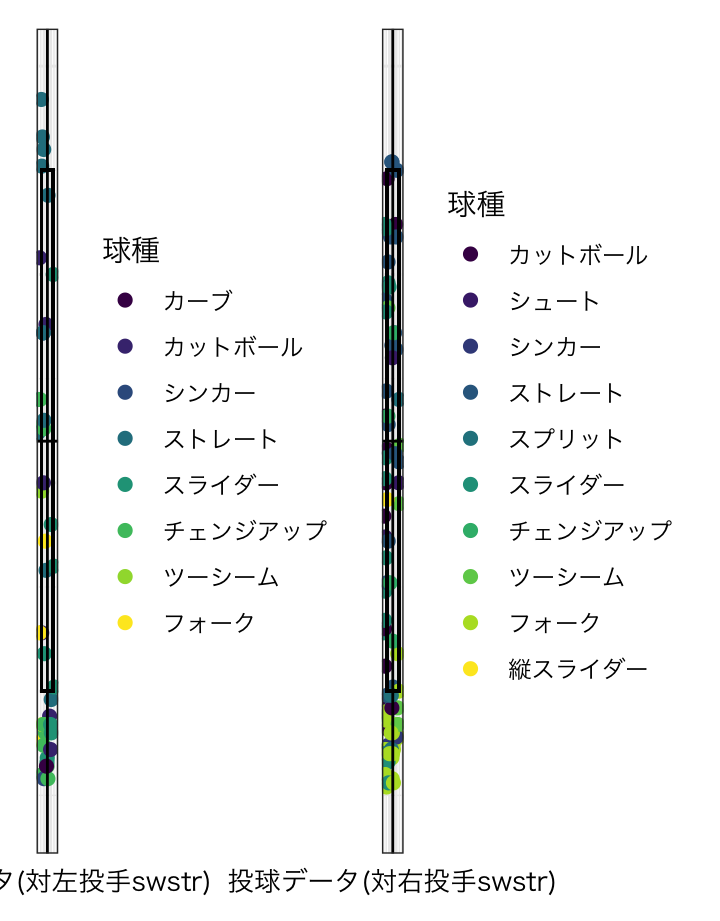 球種
カーブ
カットボール
シンカー
ストレート
スライダー
チェンジアップ
ツーシーム
フォーク
球種
カットボール
シュート
シンカー
ストレート
スプリット
スライダー
チェンジアップ
ツーシーム
フォーク
縦スライダー
タ(対左投手swstr)
投球データ(対右投手swstr)